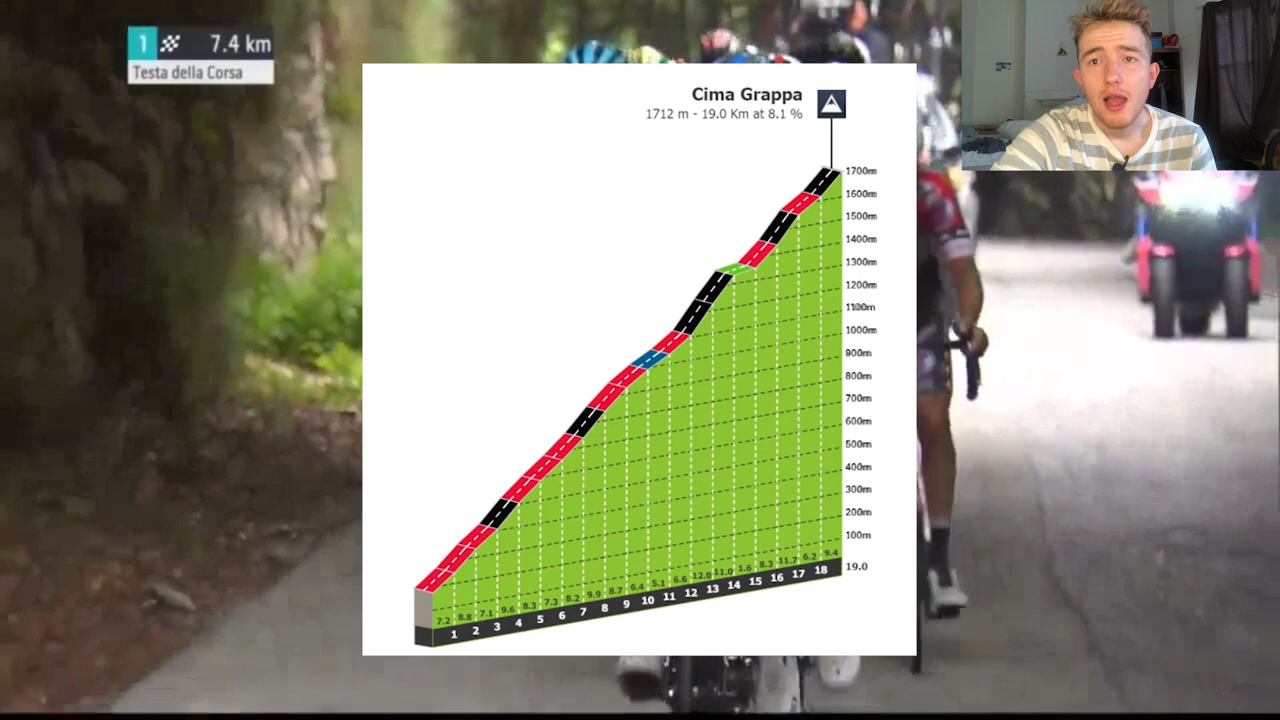 1 7.4 km
Testa della Corsa
Cima Grappa
1712 m - 19.0 Km at 8.1 %
1700m
1600m
1500m
1400m
1300m
1200m
1100m
1000m
900m
800m
700m
600m
500m
400m
300m
200m
100m
19.0
7.2 8.8 7.1 9.6 8.3 7.3 8.2 9.9 8.7 6.4 5.1 6.6 12.0 11.0 1.6 8.3 11.7 6.2 9.4
1 2 3 4 5 6 7 8 9 10 11 12 13 14 15 16 17 18